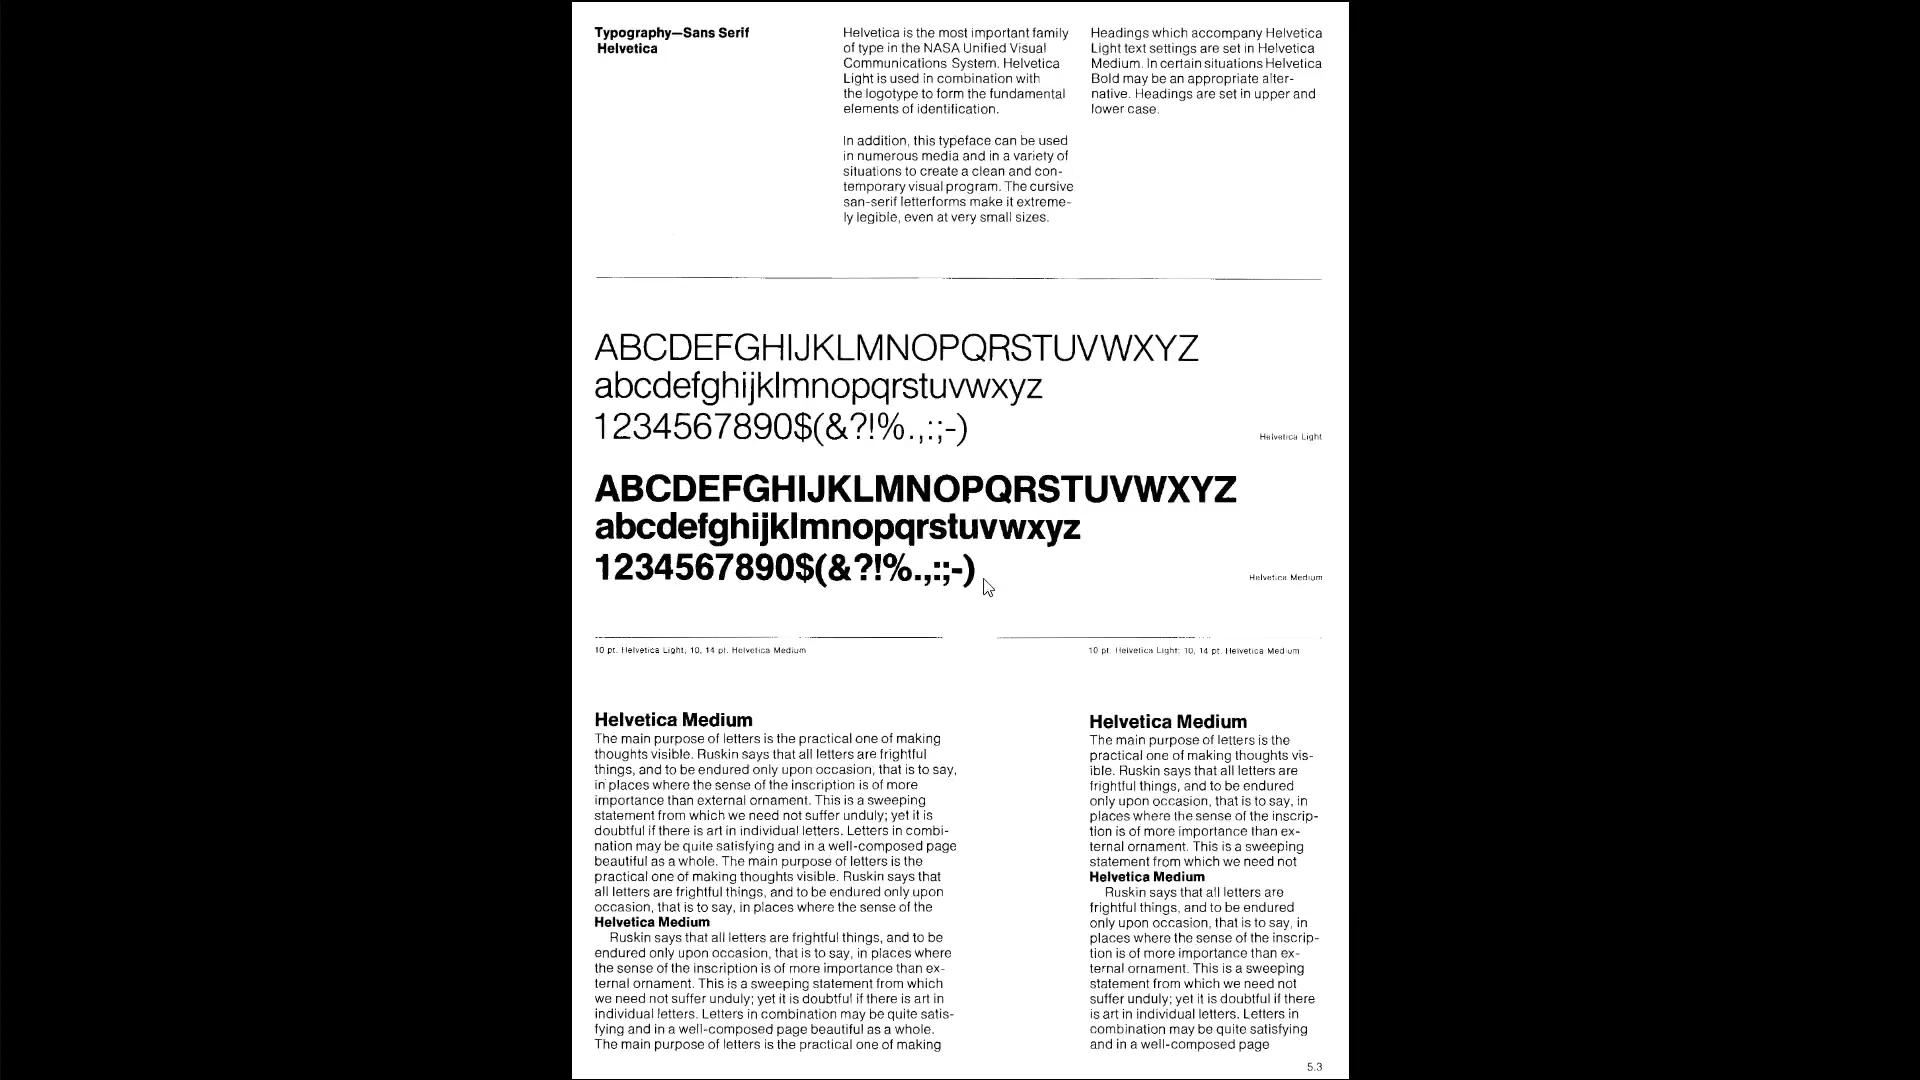 Typography—Sans Serif
Helvetica
Helvetica is the most important family
of type in the NASA Unified Visual
Communications System. Helvetica
Light is used in combination with
the logotype to form the fundamental
elements of identification.
In addition, this typeface can be used
in numerous media and in a variety of
situations to create a clean and con-
temporary visual program. The cursive
san-serif letterforms make it extreme-
ly legible, even at very small sizes.
Headings which accompany Helvetica
Light text settings are set in Helvetica
Medium. In certain situations Helvetica
Bold may be an appropriate alter-
native. Headings are set in upper and
lower case.
ABCDEFGHIJKLMNOPQRSTUVWXYZ
abcdefghijklmnopqrstuvwxyz
1234567890$(&?!%.,:;-)
Helvetica Light
ABCDEFGHIJKLMNOPQRSTUVWXYZ
abcdefghijklmnopqrstuvwxyz
1234567890$(&?!%.,:;-)
Helvetica Medium
10 pt. Helvetica Light; 10, 14 pt. Helvetica Medium
Helvetica Medium
The main purpose of letters is the practical one of making
thoughts visible. Ruskin says that all letters are frightful
things, and to be endured only upon occasion, that is to say,
in places where the sense of the inscription is of more
importance than external ornament. This is a sweeping
statement from which we need not suffer unduly; yet it is
doubtful if there is art in individual letters. Letters in combi-
nation may be quite satisfying and in a well-composed page
beautiful as a whole. The main purpose of letters is the
practical one of making thoughts visible. Ruskin says that
all letters are frightful things, and to be endured only upon
occasion, that is to say, in places where the sense of the
Helvetica Medium
Ruskin says that all letters are frightful things, and to be
endured only upon occasion, that is to say, in places where
the sense of the inscription is of more importance than ex-
ternal ornament. This is a sweeping statement from which
we need not suffer unduly; yet it is doubtful if there is art in
individual letters. Letters in combination may be quite satis-
fying and in a well-composed page beautiful as a whole.
The main purpose of letters is the practical one of making
10 pt. Helvetica Light; 10, 14 pt. Helvetica Medium
Helvetica Medium
The main purpose of letters is the
practical one of making thoughts vis-
ible. Ruskin says that all letters are
frightful things, and to be endured
only upon occasion, that is to say, in
places where the sense of the inscrip-
tion is of more importance than ex-
ternal ornament. This is a sweeping
statement from which we need not
Helvetica Medium
Ruskin says that all letters are
frightful things, and to be endured
only upon occasion, that is to say, in
places where the sense of the inscrip-
tion is of more importance than ex-
ternal ornament. This is a sweeping
statement from which we need not
suffer unduly; yet it is doubtful if there
is art in individual letters. Letters in
combination may be quite satisfying
and in a well-composed page
5.3